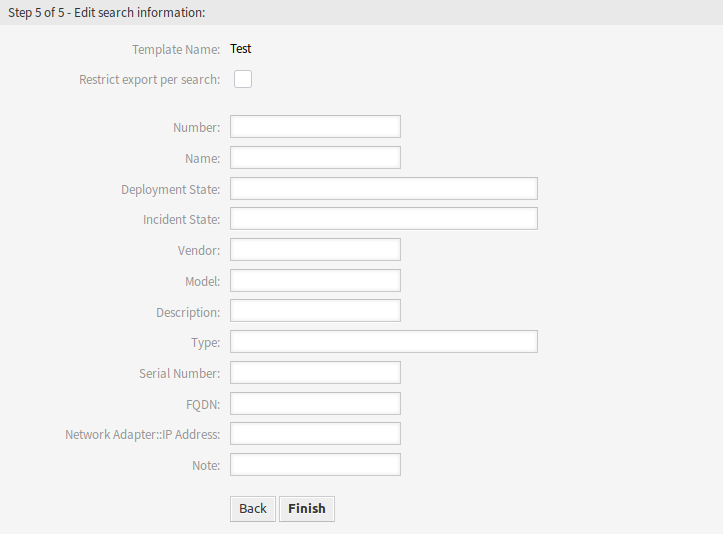 Step 5 of 5 - Edit search information:
Template Name: Test
Restrict export per search:
Number:
Name:
Deployment State:
Incident State:
Vendor:
Model:
Description:
Type:
Serial Number:
FQDN:
Network Adapter::IP Address:
Note:
Back Finish